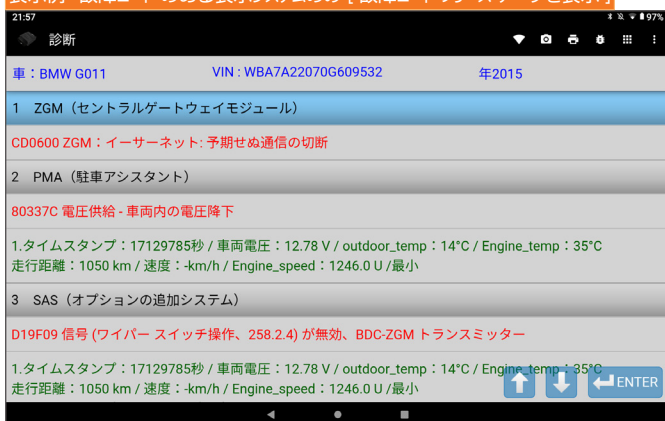 21:57
97%
診断
車：BMW G011 VIN : WBA7A22070G609532 年2015
1 ZGM（セントラルゲートウェイモジュール）
CD0600 ZGM：イーサーネット: 予期せぬ通信の切断
2 PMA（駐車アシスタント）
80337C 電圧供給 - 車両内の電圧降下
1.タイムスタンプ：17129785秒 / 車両電圧：12.78 V / outdoor_temp：14°C / Engine_temp：35°C
走行距離：1050 km / 速度：-km/h / Engine_speed：1246.0 U /最小
3 SAS（オプションの追加システム）
D19F09 信号 (ワイパー スイッチ操作、258.2.4) が無効、BDC-ZGM トランスミッター
1.タイムスタンプ：17129785秒 / 車両電圧：12.78 V / outdoor_temp：14°C / Engine_temp：35°C
走行距離：1050 km / 速度：-km/h / Engine_speed：1246.0 U /最小
ENTER